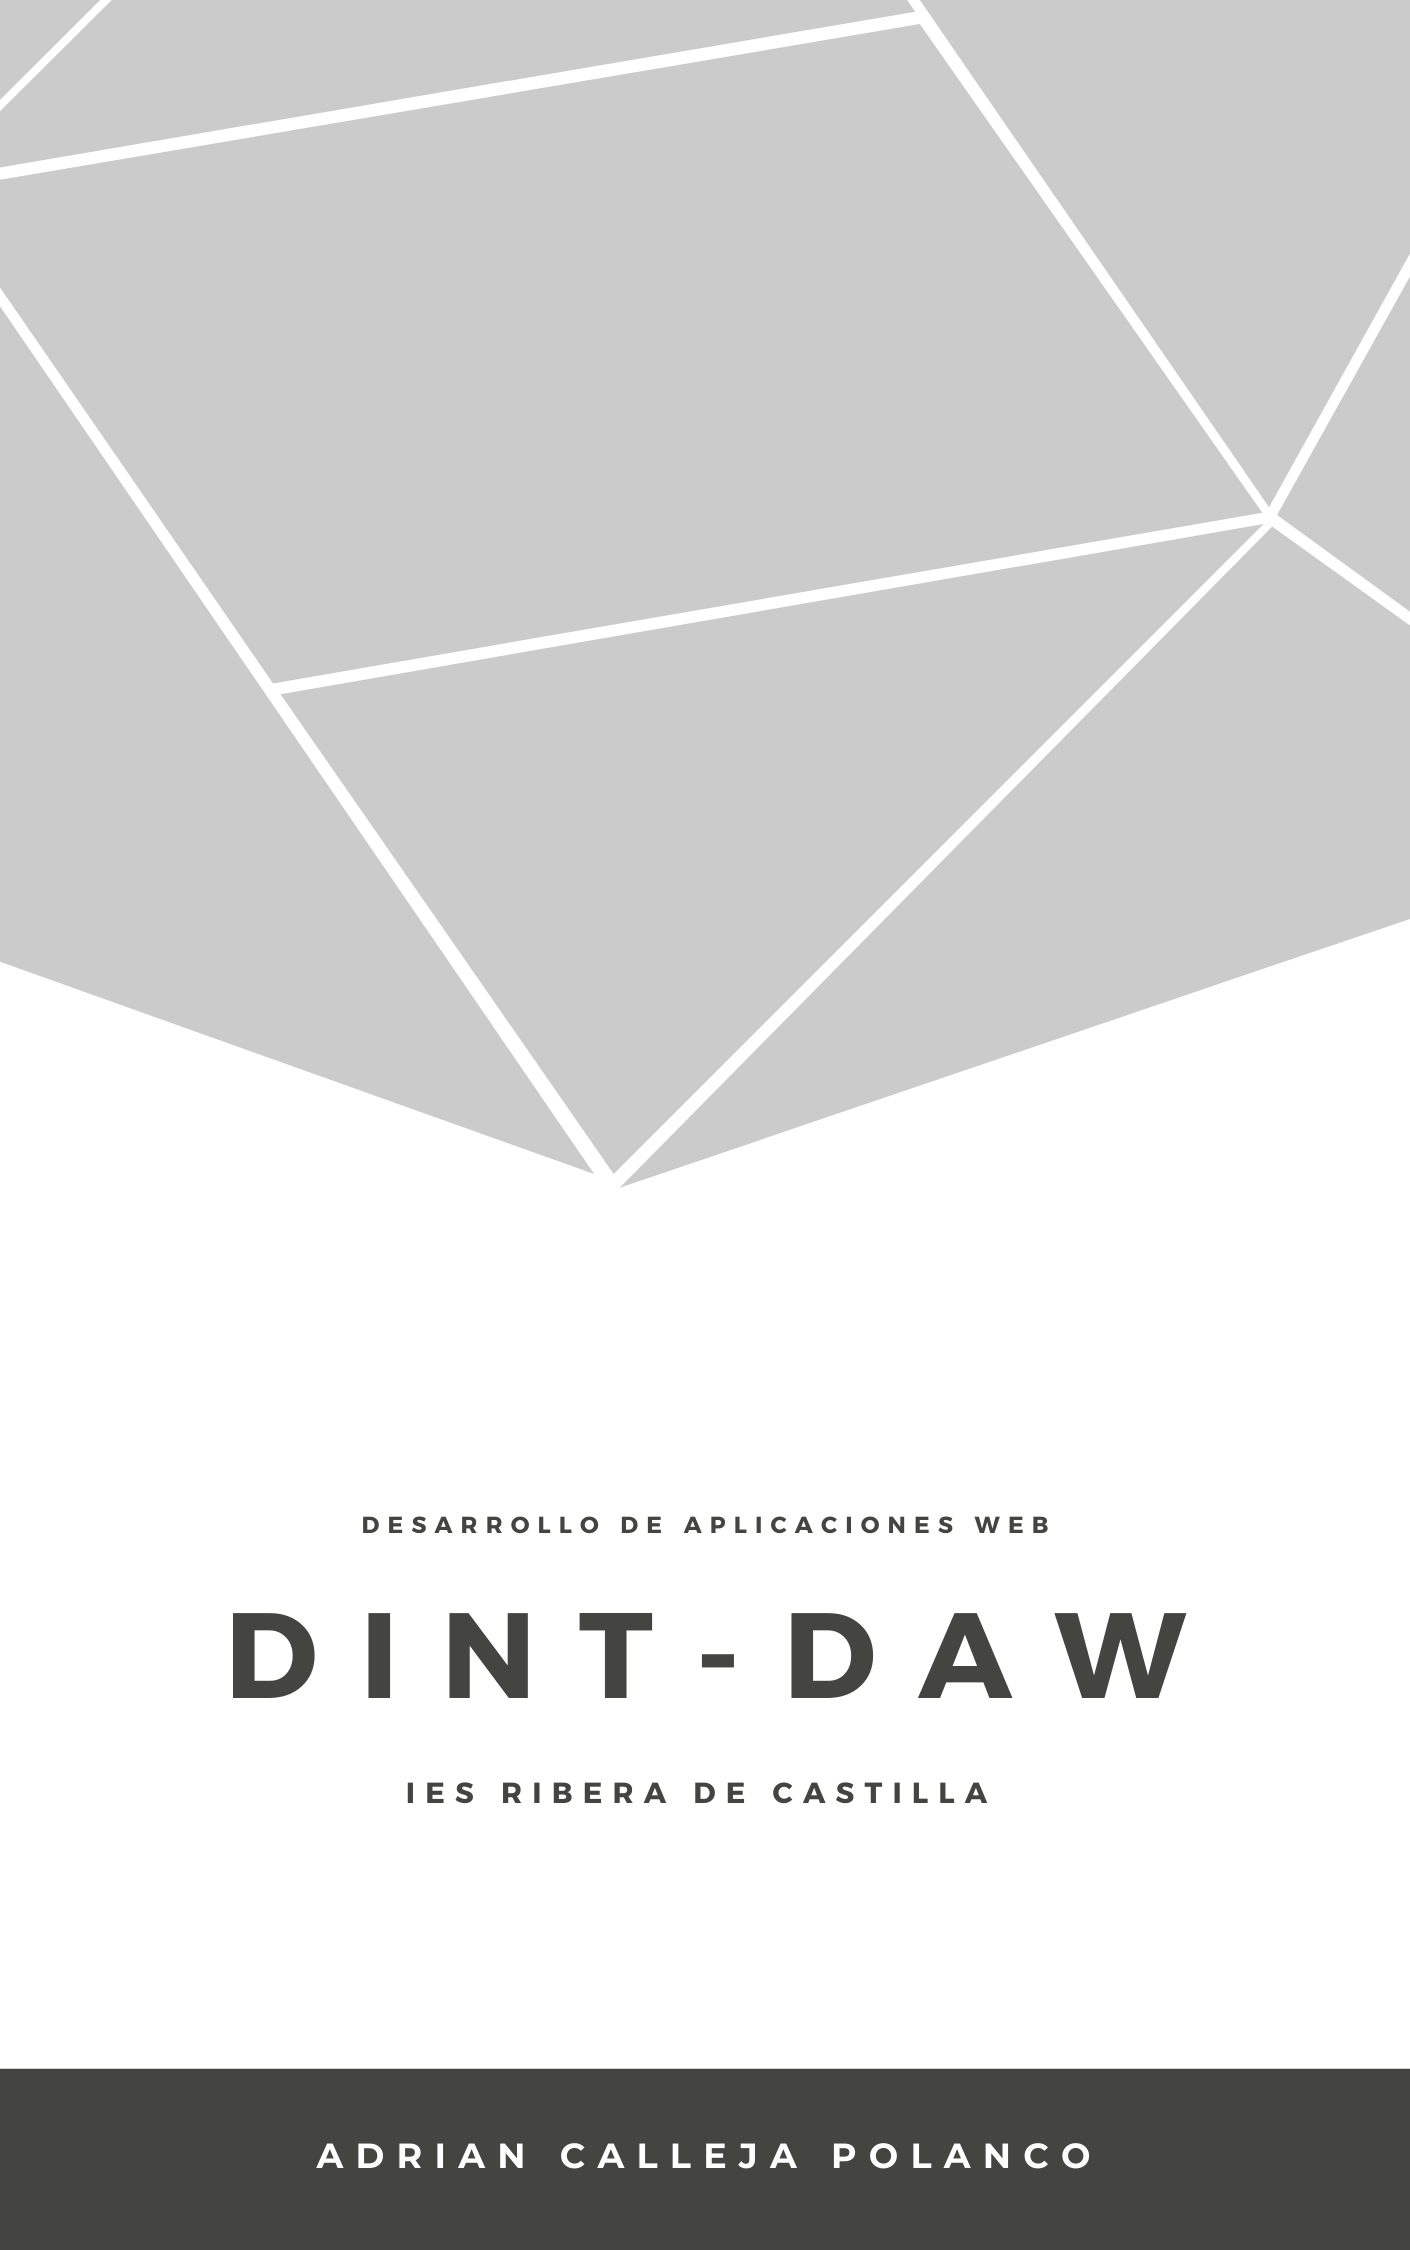 DESARROLLO DE APLICACIONES WEB
DINT-DAW
IES RIBERA DE CASTILLA
ADRIAN CALLEJA POLANCO